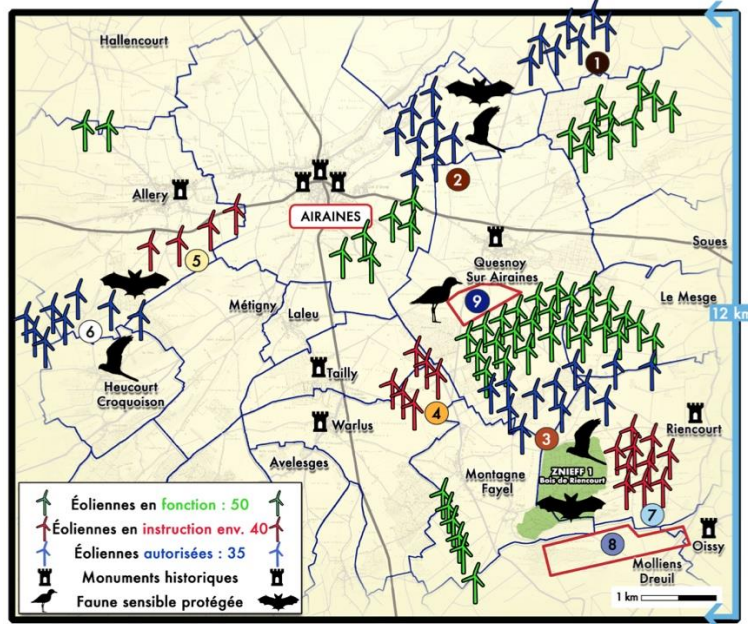 Hallencourt
1
Allery
2
AIRAINES
5
Quesnoy
Sur Airaines
Soues
9
Le Mesge
12 km
Métigny
Laleu
6
Heucourt
Croquoison
Tailly
4
Warlus
3
Riencourt
Avelesges
Montagne
Fayel
ZNIEFF 1
Bois de Riencourt
7
Oissy
8
Molliens
Dreuil
1 km
Éoliennes en fonction : 50
Éoliennes en instruction env. 40
Éoliennes autorisées : 35
Monuments historiques
Faune sensible protégée